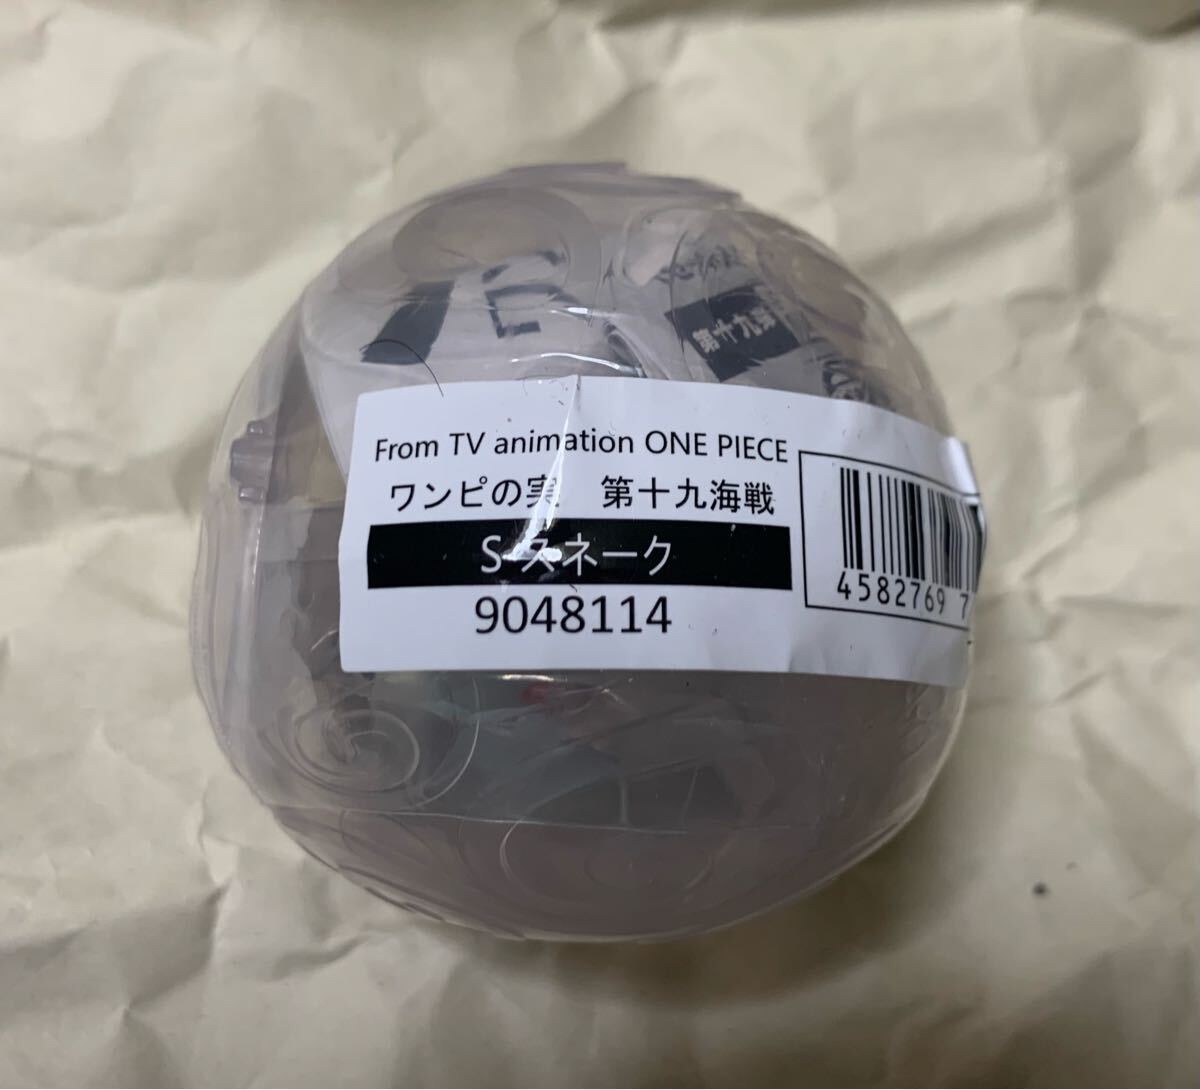 第十九海戦
From TV animation ONE PIECE
ワンピの実 第十九海戦
S-スネーク
9048114
4582769 7